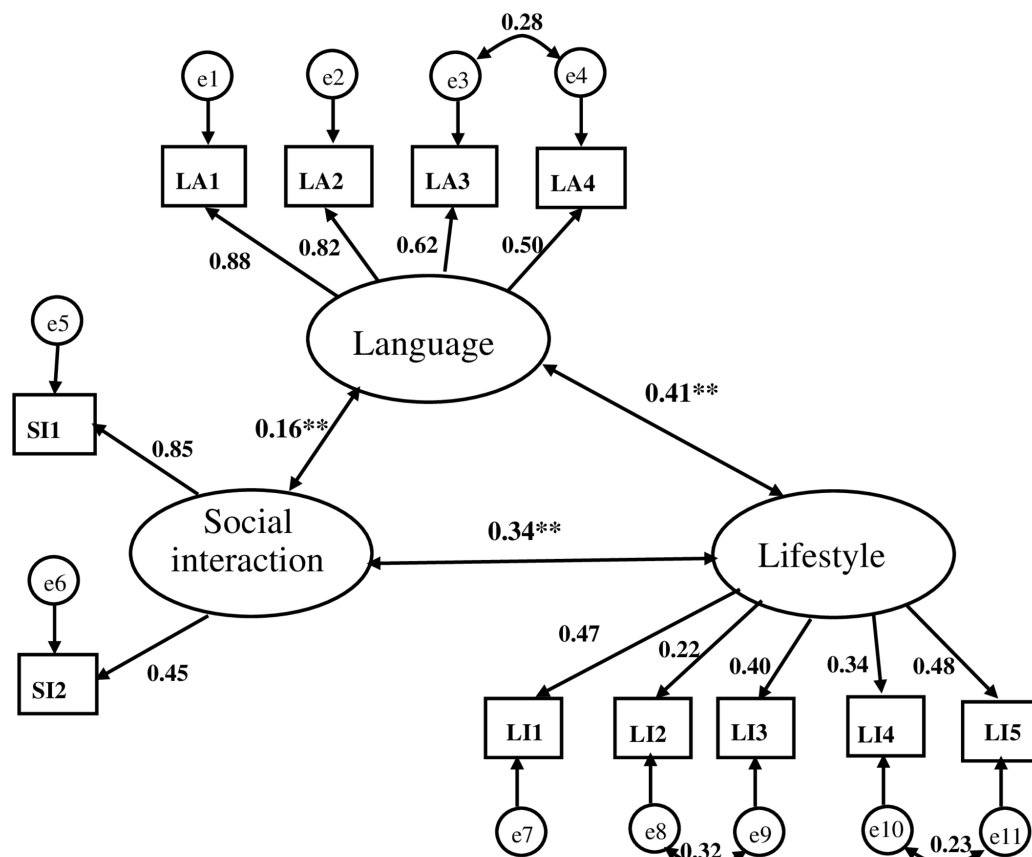 0.28
e1
e2
e3
e4
LA1
LA2
LA3
LA4
0.88
0.82
0.62
0.50
Language
e5
SI1
0.85
0.16**
0.41**
Social
interaction
0.34**
Lifestyle
e6
SI2
0.45
0.47
0.22
0.40
0.34
0.48
LI1
LI2
LI3
LI4
LI5
e7
e8
e9
e10
e11
0.32
0.23